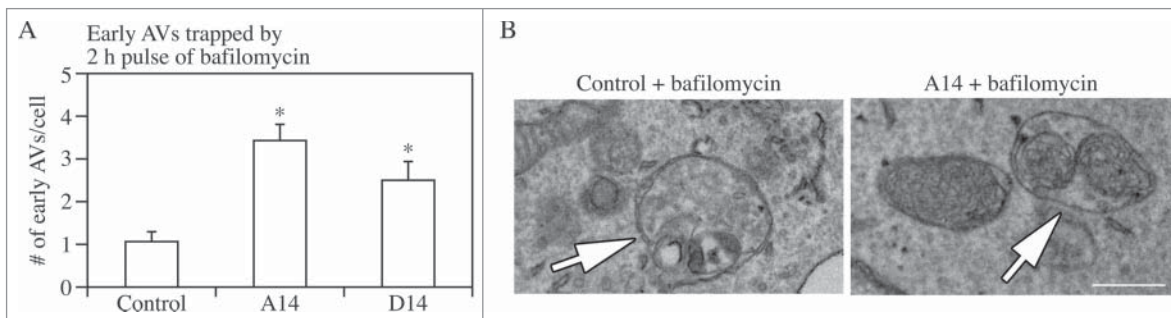 A
Early AVs trapped by
2 h pulse of bafilomycin
# of early AVs/cell
5
4
3
2
1
0
*
*
Control
A14
D14
B
Control + bafilomycin
A14 + bafilomycin